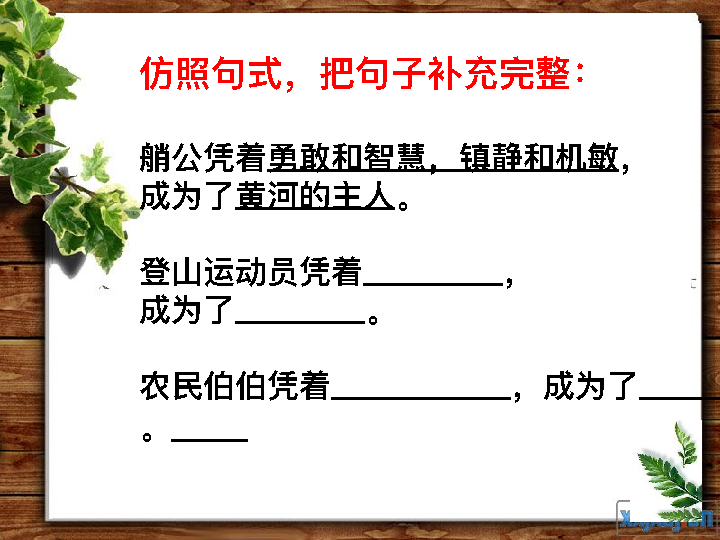 仿照句式，把句子补充完整：
艄公凭着勇敢和智慧，镇静和机敏，
成为了黄河的主人。
登山运动员凭着________，
成为了________。
农民伯伯凭着__________，成为了_____
。_____